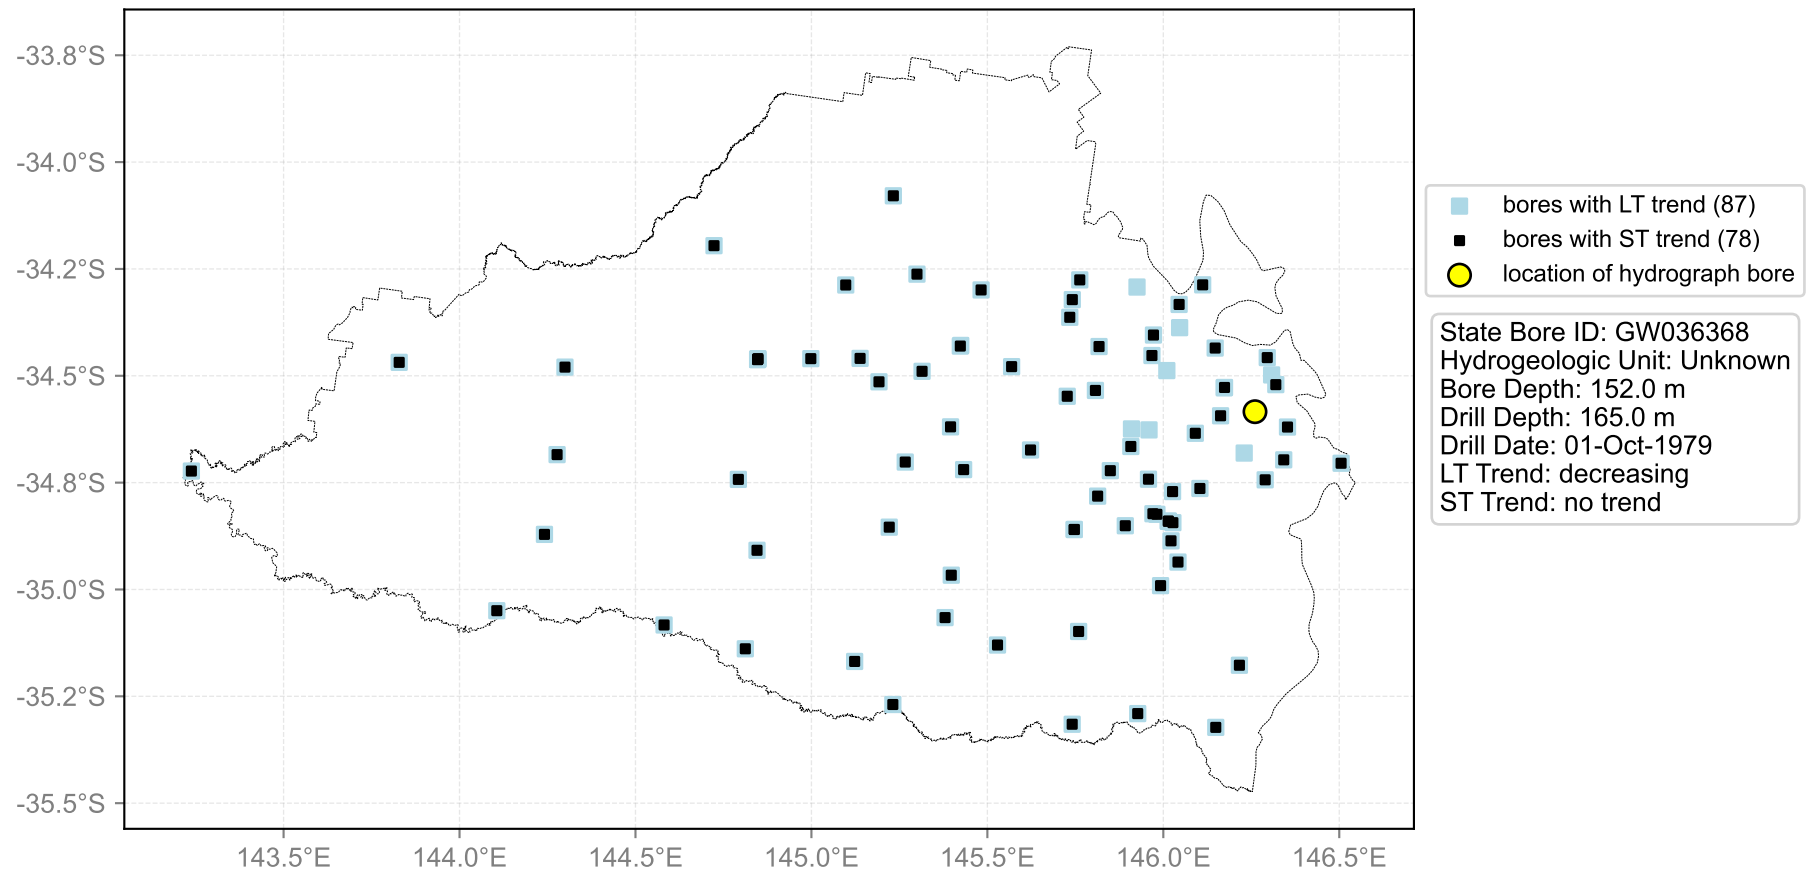 -33.8°S
-34.0°S
-34.2°S
-34.5°S
-34.8°S
-35.0°S
-35.2°S
-35.5°S
143.5°E
144.0°E
144.5°E
145.0°E
145.5°E
146.0°E
146.5°E
bores with LT trend (87)
bores with ST trend (78)
location of hydrograph bore
State Bore ID: GW036368
Hydrogeologic Unit: Unknown
Bore Depth: 152.0 m
Drill Depth: 165.0 m
Drill Date: 01-Oct-1979
LT Trend: decreasing
ST Trend: no trend